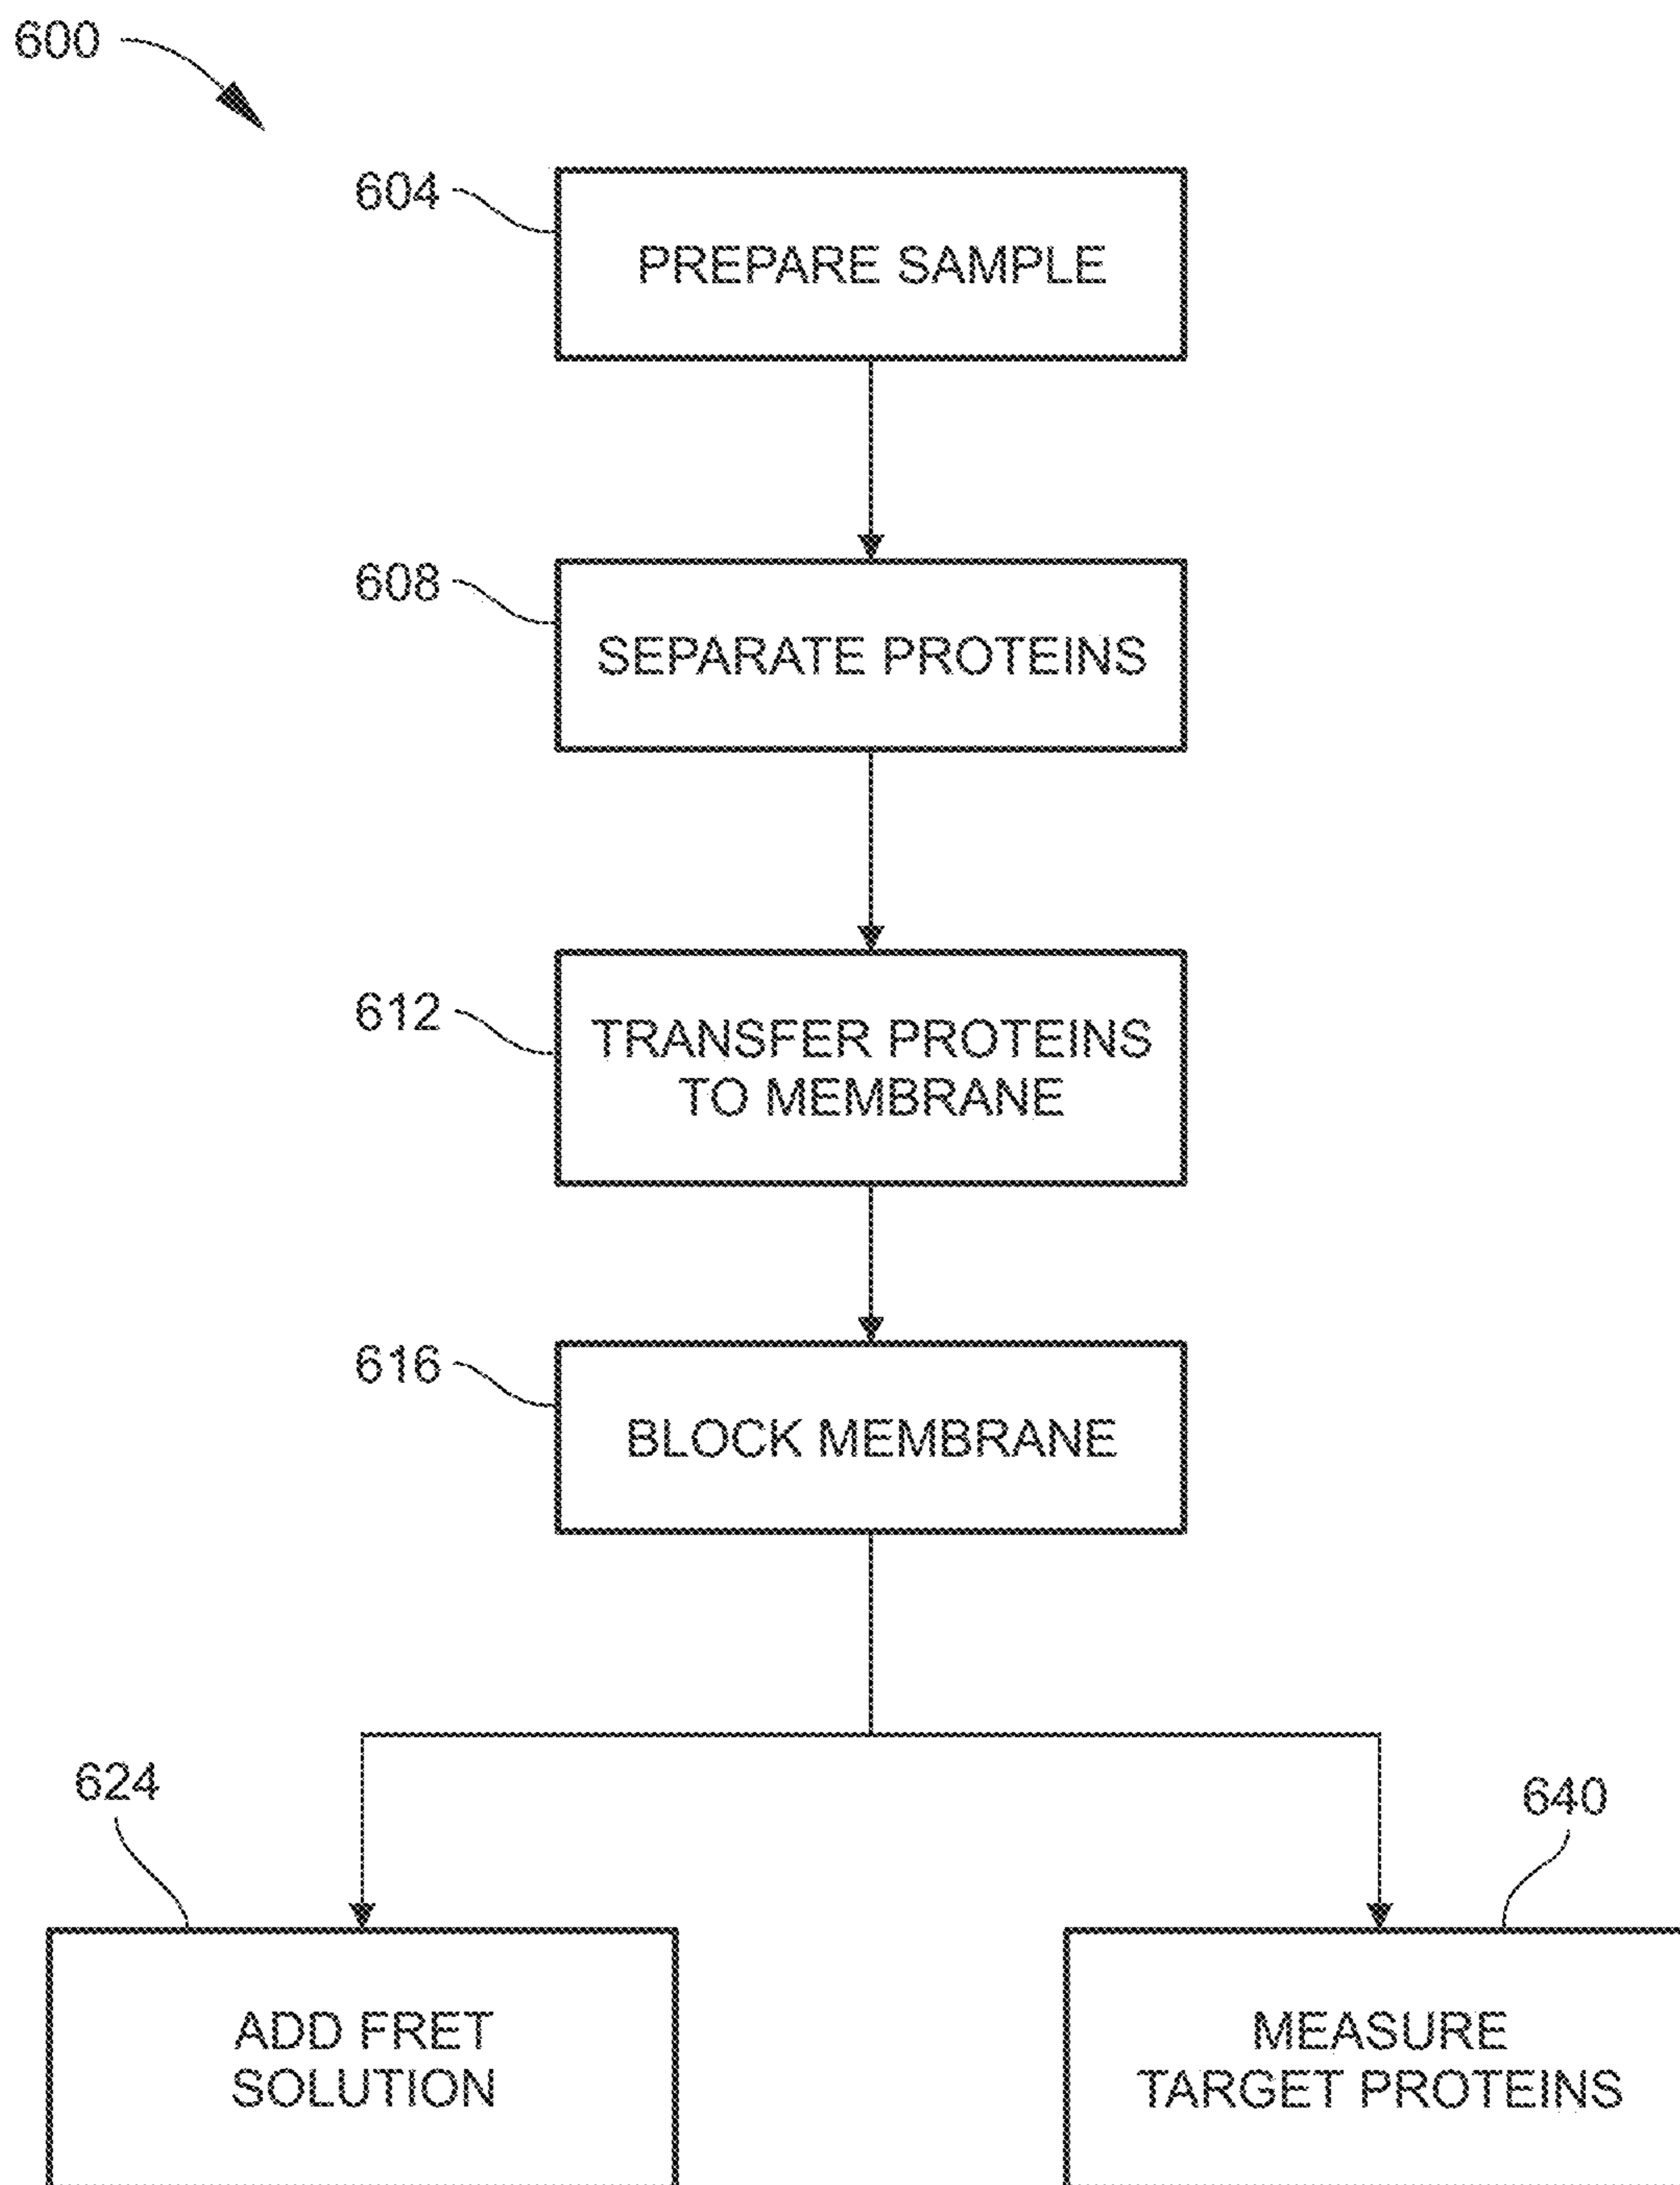 600
604
PREPARE SAMPLE
608
SEPARATE PROTEINS
612
TRANSFER PROTEINS
TO MEMBRANE
616
BLOCK MEMBRANE
624
640
ADD FRET
SOLUTION
MEASURE
TARGET PROTEINS